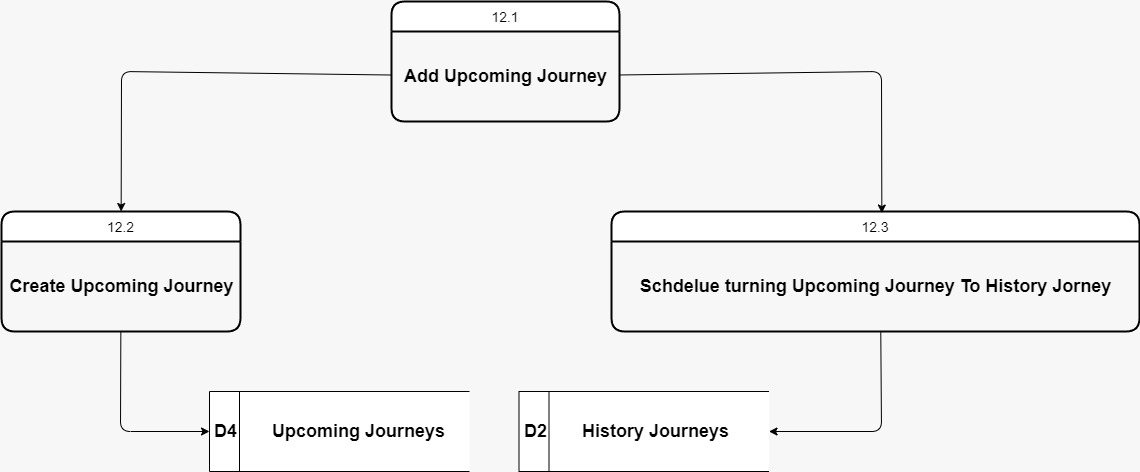 12.1
Add Upcoming Journey
12.2
Create Upcoming Journey
12.3
Schdelue turning Upcoming Journey To History Jorney
D4
Upcoming Journeys
D2
History Journeys